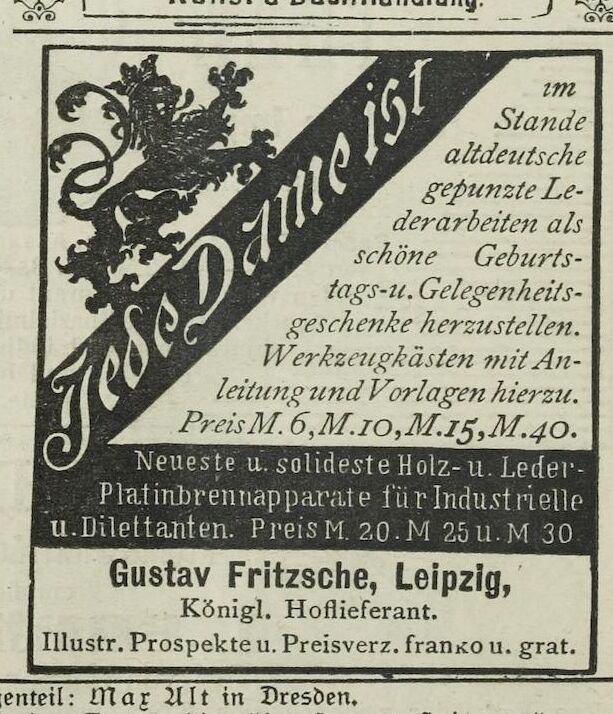 Jede Dame ist
im
Stande
altdeutsche
gepunzte Le-
derarbeiten als
schöne Geburts-
tags-u. Gelegenheits-
geschenke herzustellen.
Werkzeugkästen mit An-
leitung und Vorlagen hierzu.
Preis M. 6, M. 10, M. 15, M. 40.
Neueste u. solideste Holz- u. Leder-
Platinbrennapparate für Industrielle
u. Dilettanten. Preis M. 20. M 25 u. M 30
Gustav Fritzsche, Leipzig,
Königl. Hoflieferant.
Illustr. Prospekte u. Preisverz. franko u. grat.
genteil: Max Alt in Dresden.